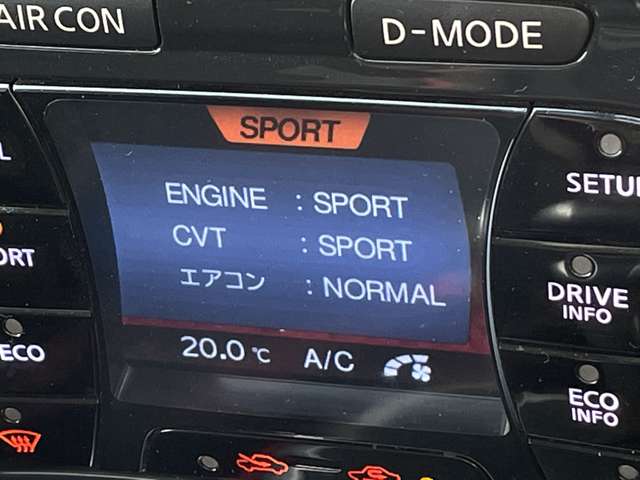 AIR CON
D-MODE
SPORT
ENGINE : SPORT
CVT : SPORT
エアコン : NORMAL
20.0 ℃ A/C
SETU
DRIVE
INFO
ECO
INFO
L
ORT
ECO